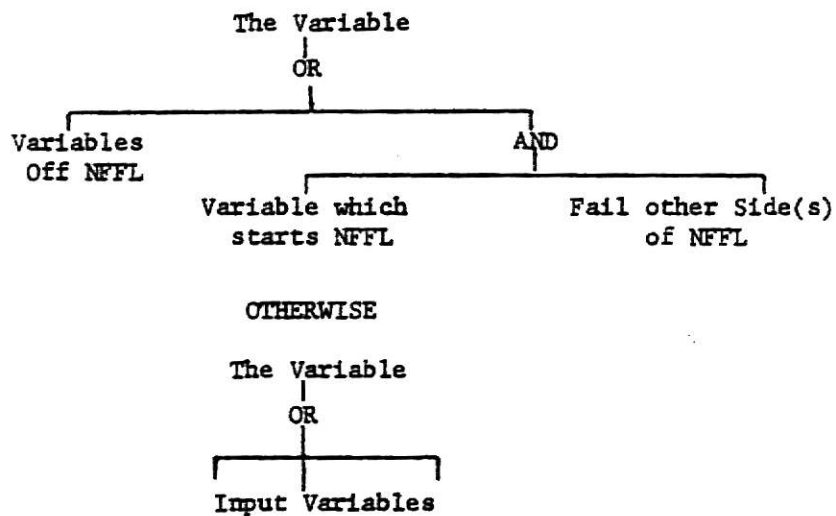 The Variable
OR
Variables AND
Off NFFL
Variable which Fail other Side(s)
starts NFFL of NFFL
OTHERWISE
The Variable
OR
Input Variables